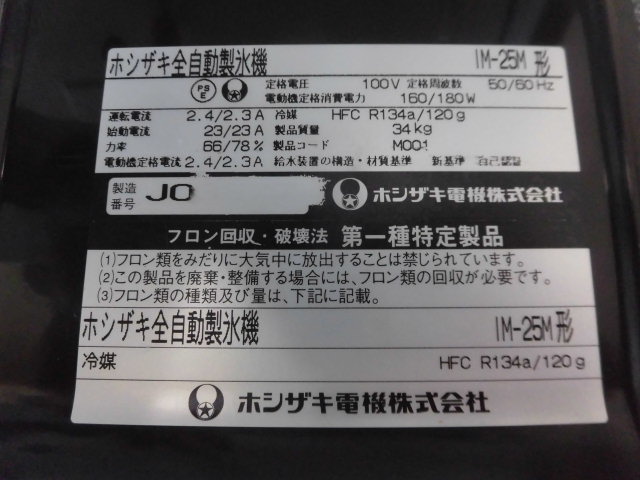 ホシザキ全自動製氷機 IM-25M 形
PS E 定格電圧 100V 定格周波数 50/60Hz
電動機定格消費電力 160/180W
運転電流 2.4/2.3A 冷媒 HFC R134a/120g
始動電流 23/23A 製品質量 34kg
力率 66/78% 製品コード M001
電動機定格電流 2.4/2.3A 給水装置の構造・材質基準 新基準 自己認証
製造番号 JO ホシザキ電機株式会社
フロン回収・破壊法 第一種特定製品
(1)フロン類をみだりに大気中に放出することは禁じられています。
(2)この製品を廃棄・整備する場合には、フロン類の回収が必要です。
(3)フロン類の種類及び量は、下記に記載。
ホシザキ全自動製氷機 IM-25M 形
冷媒 HFC R134a/120g
ホシザキ電機株式会社